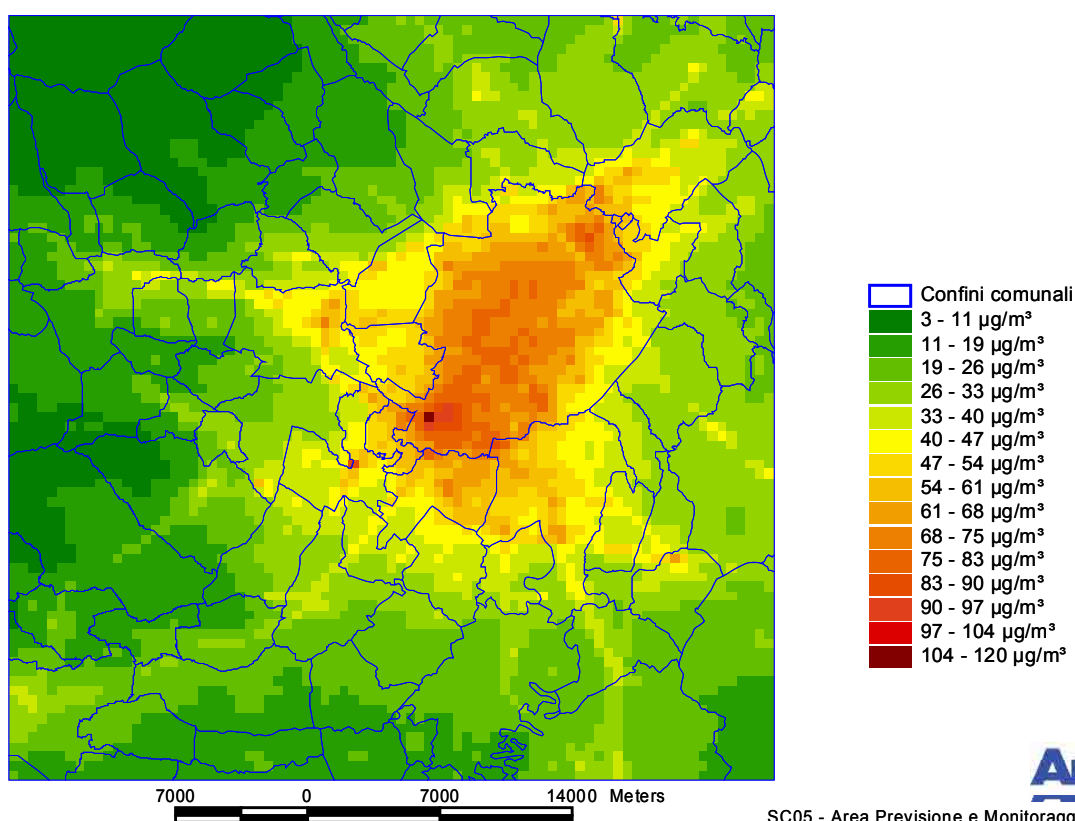 Confini comunali
3 - 11 µg/m³
11 - 19 µg/m³
19 - 26 µg/m³
26 - 33 µg/m³
33 - 40 µg/m³
40 - 47 µg/m³
47 - 54 µg/m³
54 - 61 µg/m³
61 - 68 µg/m³
68 - 75 µg/m³
75 - 83 µg/m³
83 - 90 µg/m³
90 - 97 µg/m³
97 - 104 µg/m³
104 - 120 µg/m³
7000 0 7000 14000 Meters
SC05 - Area Previsione e